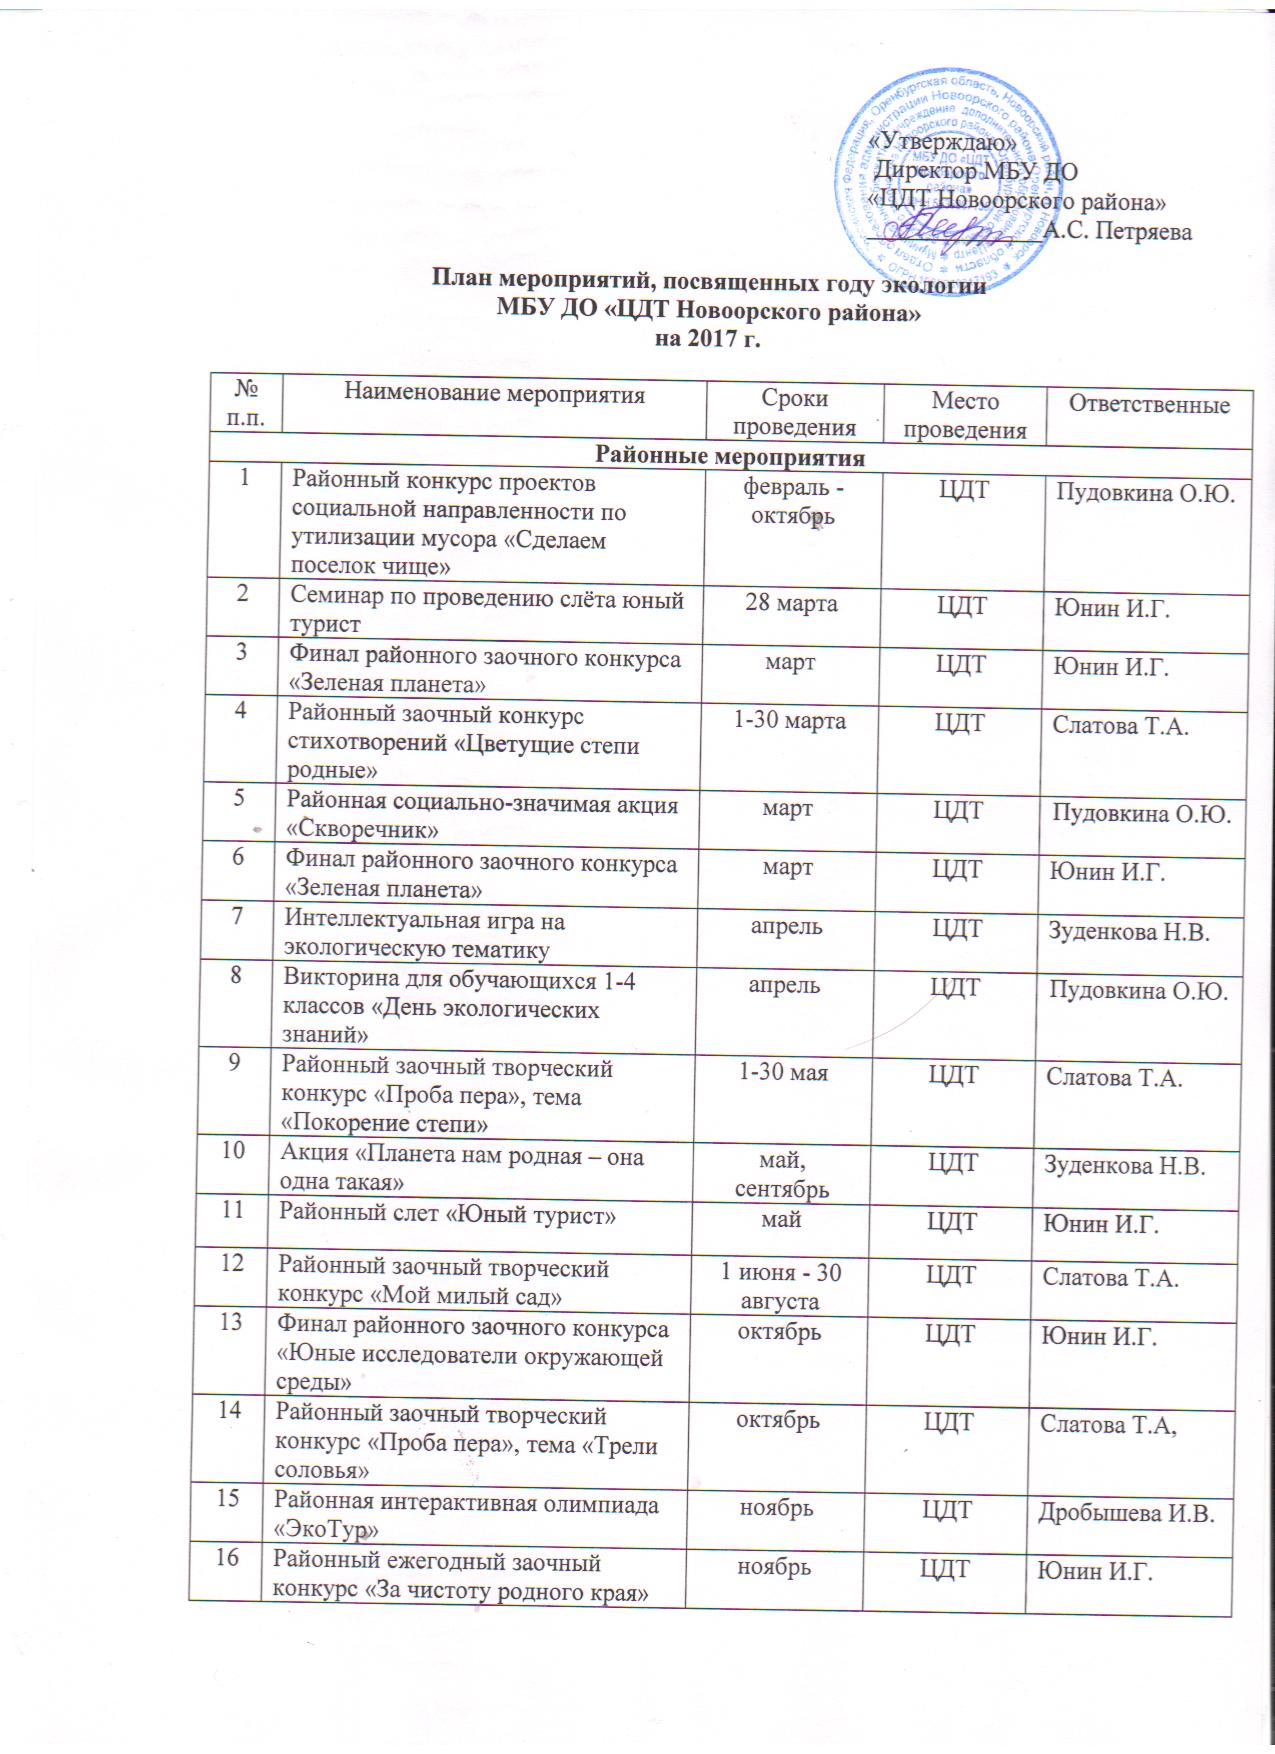 «Утверждаю»
Директор МБУ ДО
«ЦДТ Новоорского района»
А.С. Петряева
План мероприятий, посвященных году экологии
МБУ ДО «ЦДТ Новоорского района»
на 2017 г.
№ п.п.
Наименование мероприятия
Сроки проведения
Место проведения
Ответственные
Районные мероприятия
1
Районный конкурс проектов
социальной направленности по
утилизации мусора «Сделаем
поселок чище»
февраль -
октябрь
ЦДТ
Пудовкина О.Ю.
2
Семинар по проведению слёта юный
турист
28 марта
ЦДТ
Юнин И.Г.
3
Финал районного заочного конкурса
«Зеленая планета»
март
ЦДТ
Юнин И.Г.
4
Районный заочный конкурс
стихотворений «Цветущие степи
родные»
1-30 марта
ЦДТ
Слатова Т.А.
5
Районная социально-значимая акция
«Скворечник»
март
ЦДТ
Пудовкина О.Ю.
6
Финал районного заочного конкурса
«Зеленая планета»
март
ЦДТ
Юнин И.Г.
7
Интеллектуальная игра на
экологическую тематику
апрель
ЦДТ
Зуденкова Н.В.
8
Викторина для обучающихся 1-4
классов «День экологических
знаний»
апрель
ЦДТ
Пудовкина О.Ю.
9
Районный заочный творческий
конкурс «Проба пера», тема
«Покорение степи»
1-30 мая
ЦДТ
Слатова Т.А.
10
Акция «Планета нам родная – она
одна такая»
май,
сентябрь
ЦДТ
Зуденкова Н.В.
11
Районный слет «Юный турист»
май
ЦДТ
Юнин И.Г.
12
Районный заочный творческий
конкурс «Мой милый сад»
1 июня - 30
августа
ЦДТ
Слатова Т.А.
13
Финал районного заочного конкурса
«Юные исследователи окружающей
среды»
октябрь
ЦДТ
Юнин И.Г.
14
Районный заочный творческий
конкурс «Проба пера», тема «Трели
соловья»
октябрь
ЦДТ
Слатова Т.А,
15
Районная интерактивная олимпиада
«ЭкоТур»
ноябрь
ЦДТ
Дробышева И.В.
16
Районный ежегодный заочный
конкурс «За чистоту родного края»
ноябрь
ЦДТ
Юнин И.Г.